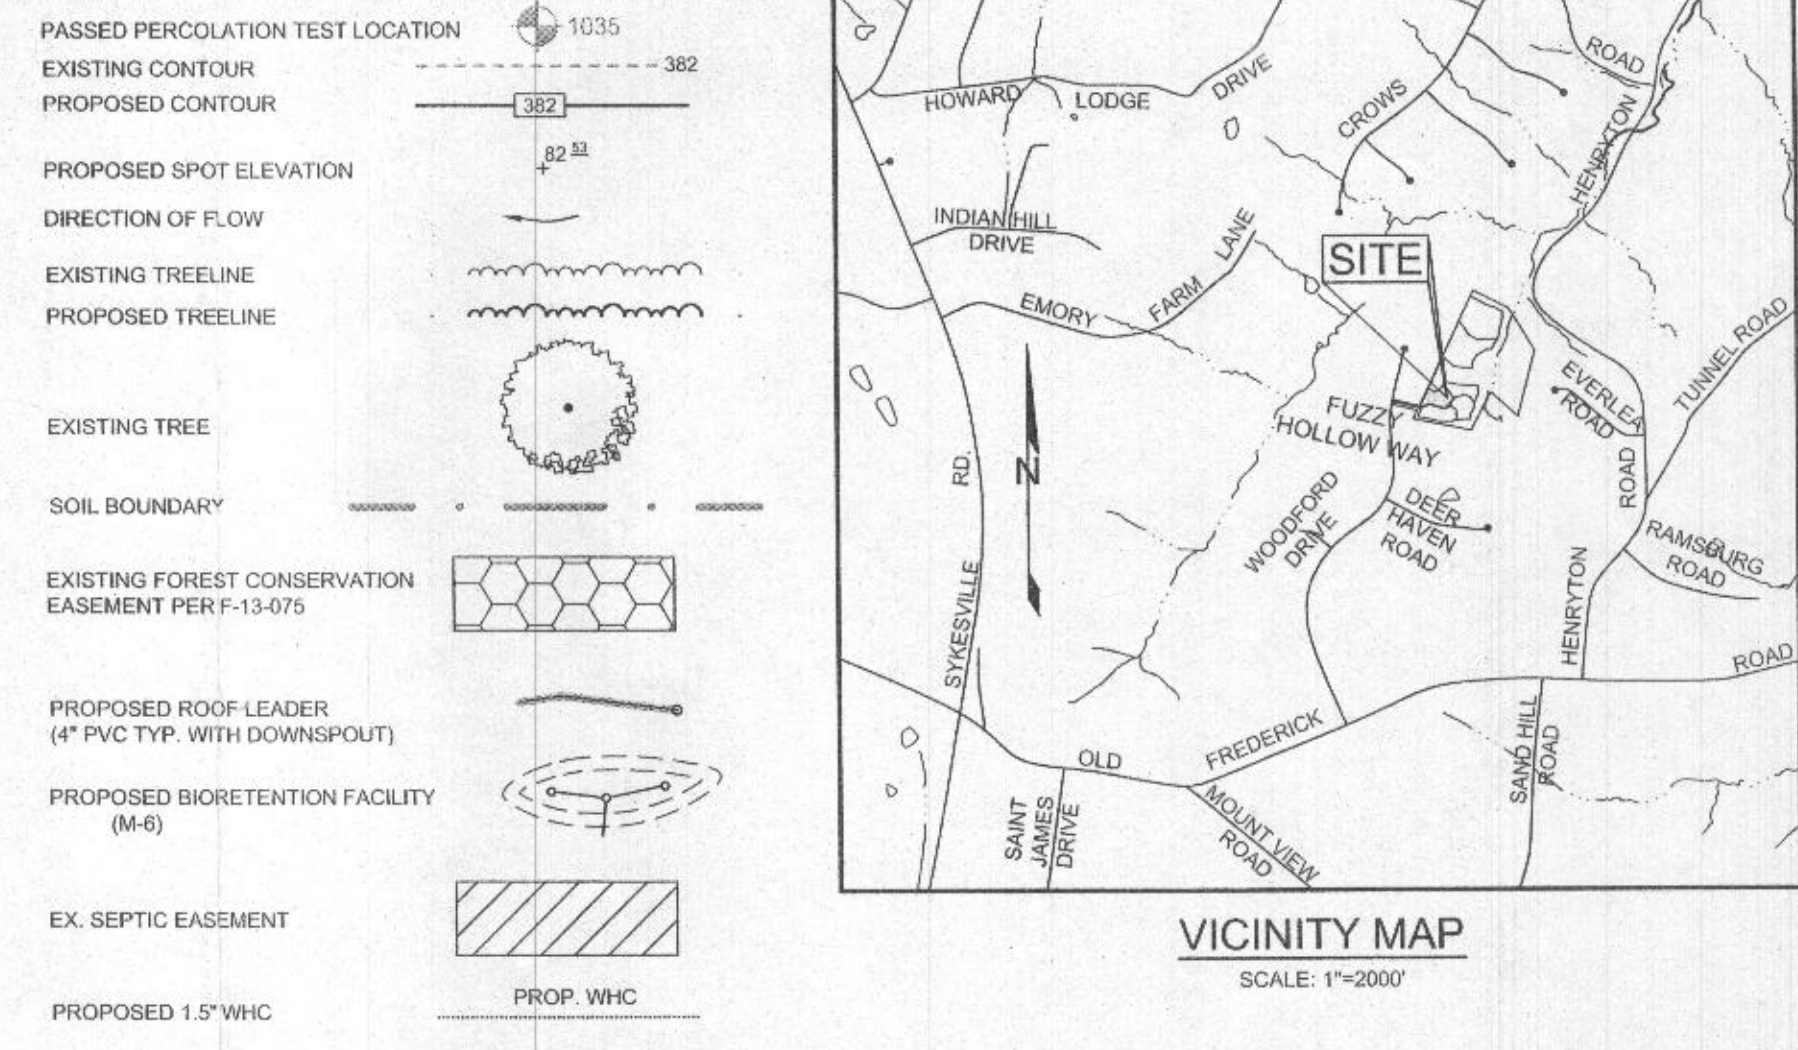 PASSED PERCOLATION TEST LOCATION
1035
EXISTING CONTOUR
382
PROPOSED CONTOUR
382
PROPOSED SPOT ELEVATION
82 53
DIRECTION OF FLOW
EXISTING TREELINE
PROPOSED TREELINE
EXISTING TREE
SOIL BOUNDARY
EXISTING FOREST CONSERVATION
EASEMENT PER F-13-075
PROPOSED ROOF LEADER
(4" PVC TYP. WITH DOWNSPOUT)
PROPOSED BIORETENTION FACILITY
(M-6)
EX. SEPTIC EASEMENT
PROPOSED 1.5" WHC
PROP. WHC
HOWARD LODGE DRIVE
CROWS
ROAD
HENRYTON
INDIAN HILL
DRIVE
EMORY FARM LANE
SITE
FUZZY
HOLLOW WAY
EVERLEA
ROAD
TUNNEL ROAD
N
SYKESVILLE RD.
WOODFORD
DRIVE
DEER
HAVEN
ROAD
HENRYTON ROAD
RAMSBURG
ROAD
OLD FREDERICK ROAD
SAINT
JAMES
DRIVE
MOUNT VIEW
ROAD
SAND HILL
ROAD
VICINITY MAP
SCALE: 1"=2000'